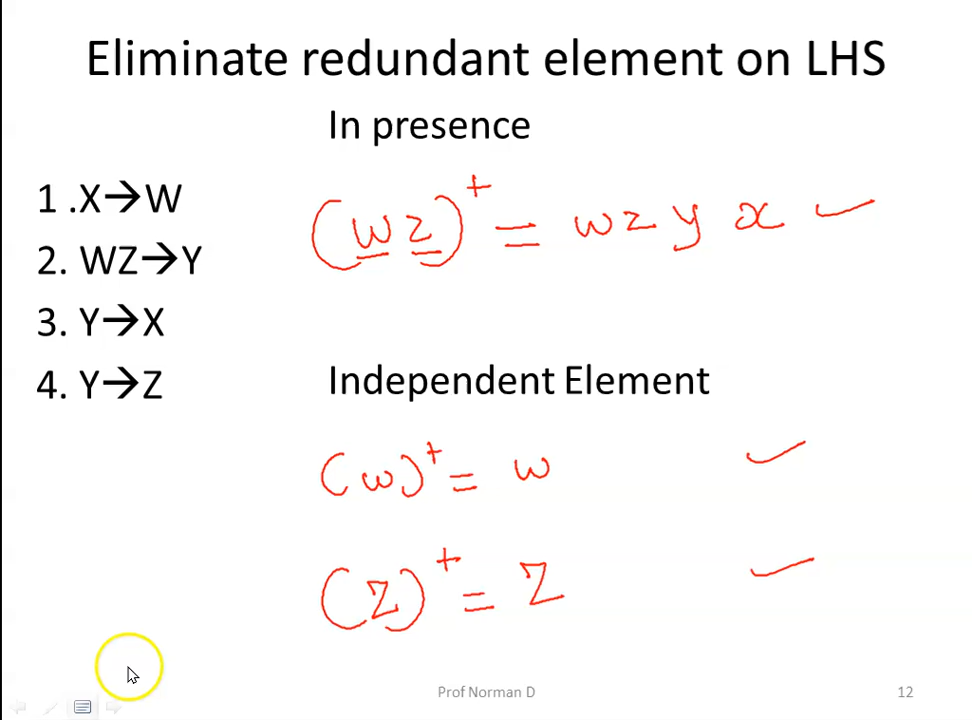 Eliminate redundant element on LHS
In presence
1 .X→W
2. WZ→Y
3. Y→X
4. Y→Z
(wz)+ = wzyx
Independent Element
(w)+ = w
(Z)+ = Z
Prof Norman D
12